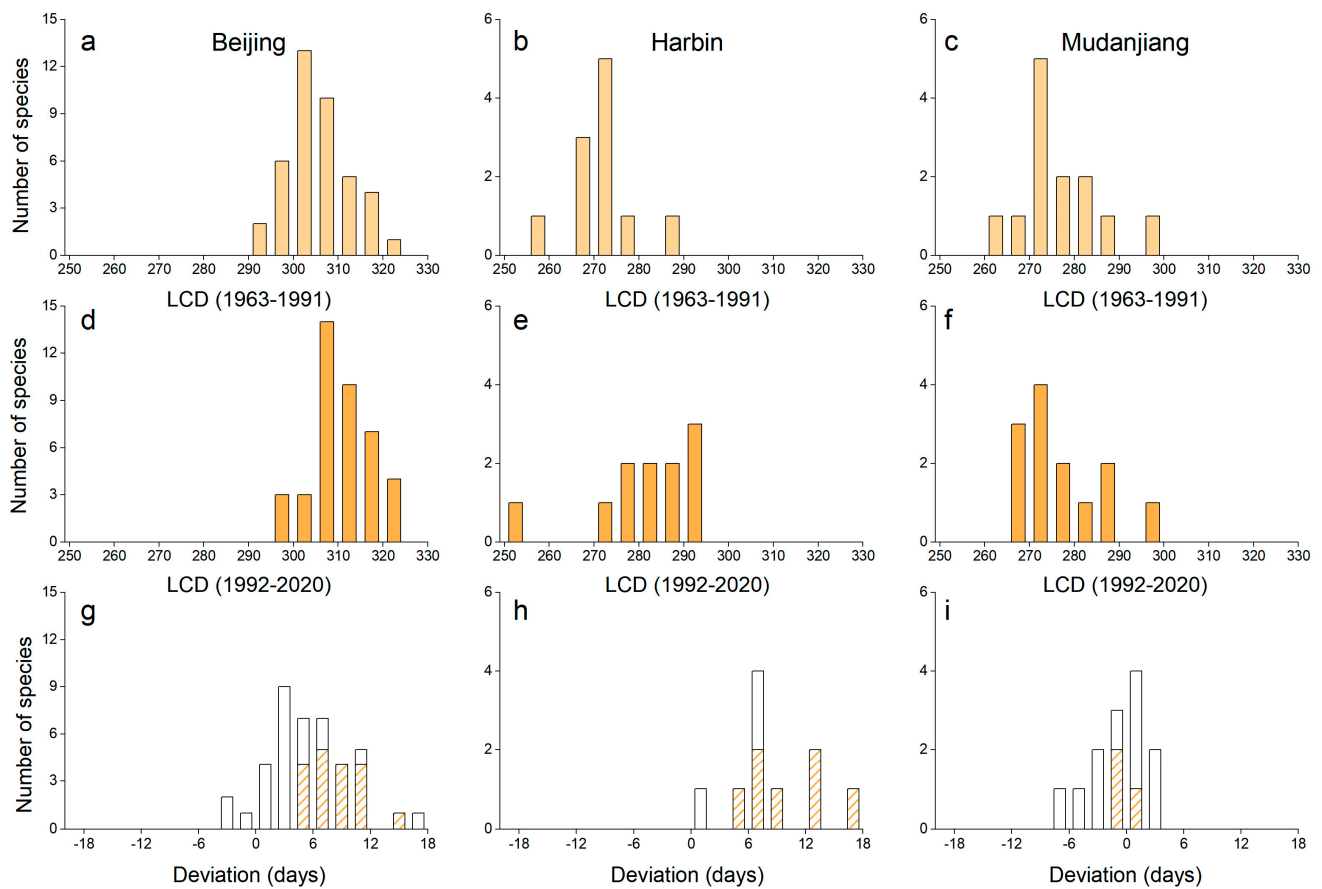 a Beijing
Number of species
15
12
9
6
3
0
250 260 270 280 290 300 310 320 330
LCD (1963-1991)
b Harbin
6
4
2
0
250 260 270 280 290 300 310 320 330
LCD (1963-1991)
c Mudanjiang
6
4
2
0
250 260 270 280 290 300 310 320 330
LCD (1963-1991)
d
Number of species
15
12
9
6
3
0
250 260 270 280 290 300 310 320 330
LCD (1992-2020)
e
6
4
2
0
250 260 270 280 290 300 310 320 330
LCD (1992-2020)
f
6
4
2
0
250 260 270 280 290 300 310 320 330
LCD (1992-2020)
g
Number of species
15
12
9
6
3
0
-18 -12 -6 0 6 12 18
Deviation (days)
h
6
4
2
0
-18 -12 -6 0 6 12 18
Deviation (days)
i
6
4
2
0
-18 -12 -6 0 6 12 18
Deviation (days)